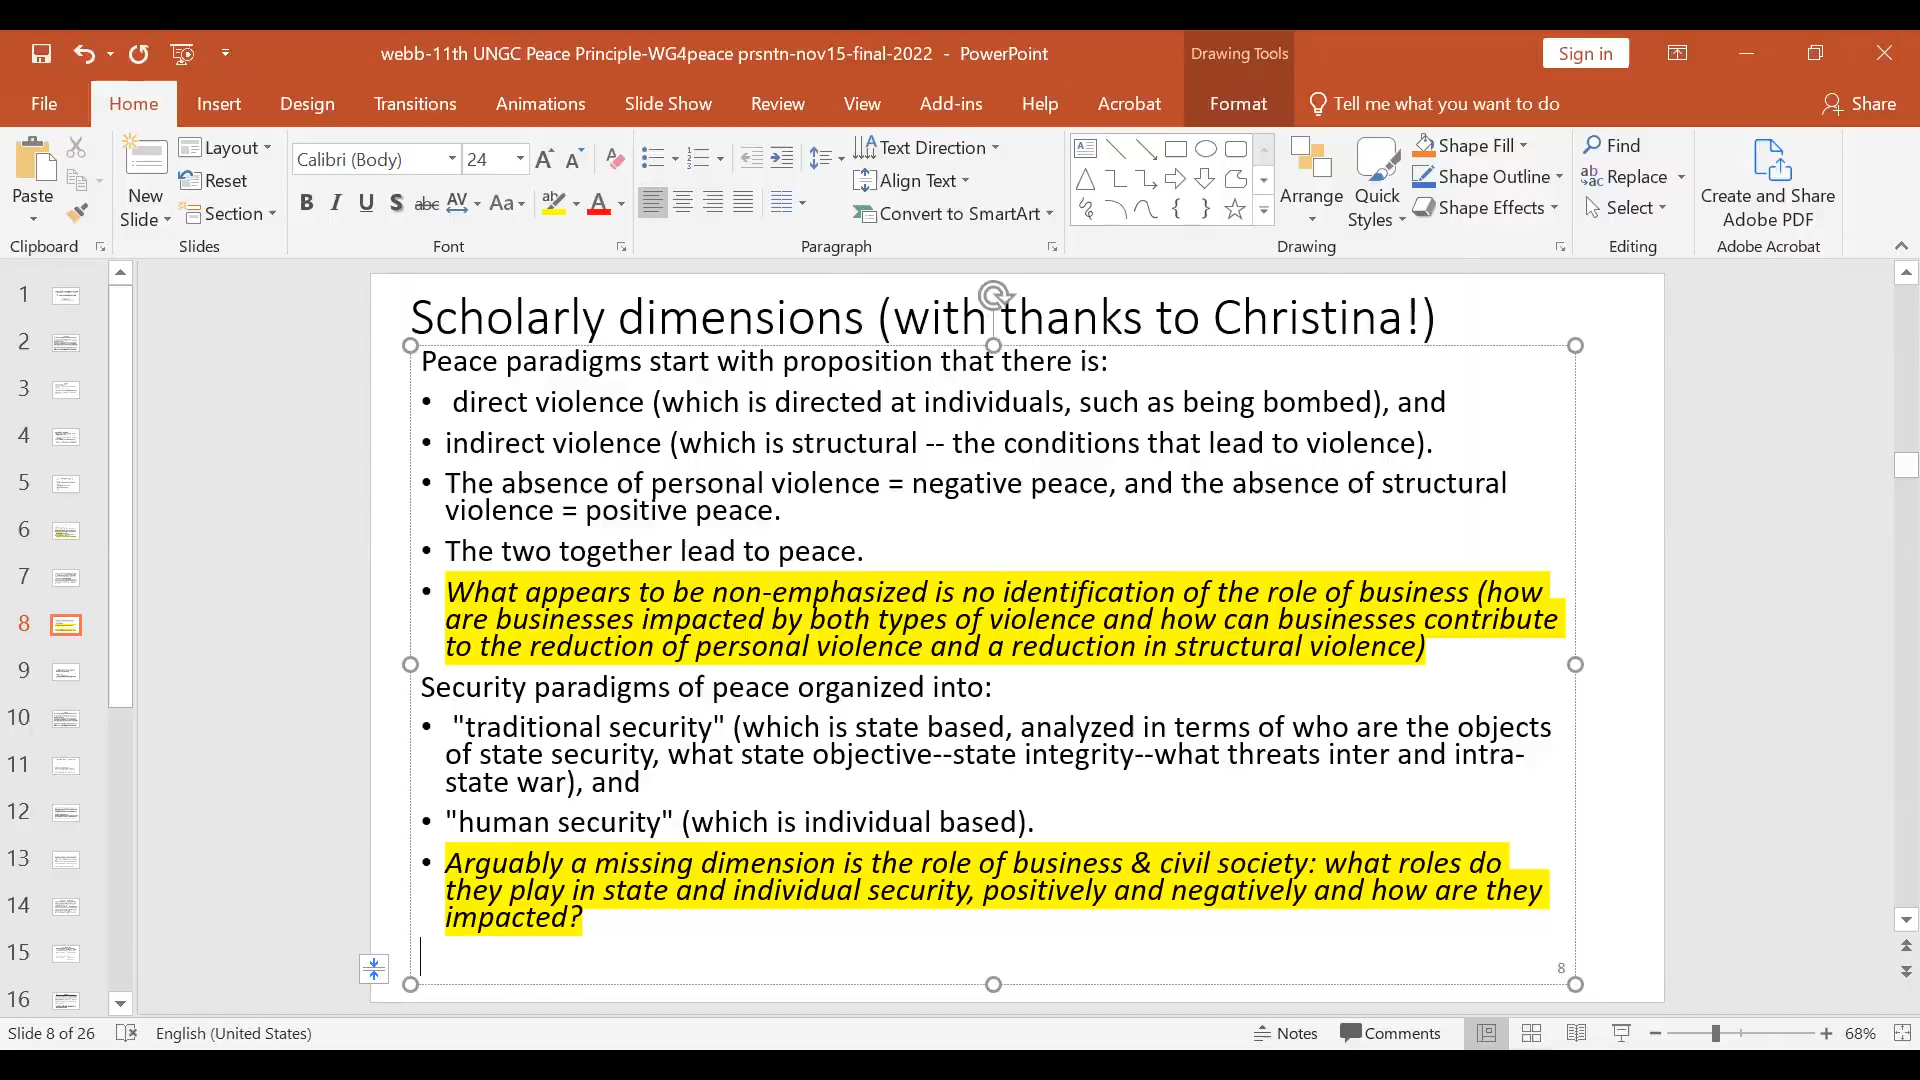 webb-11th UNGC Peace Principle-WG4peace prsntn-nov15-final-2022 - PowerPoint
Drawing Tools
Sign in
File Home Insert Design Transitions Animations Slide Show Review View Add-ins Help Acrobat Format Tell me what you want to do Share
Paste
Clipboard
New Slide
Layout
Reset
Section
Slides
Calibri (Body) 24
B I U S abc AV Aa A
Font
Text Direction
Align Text
Convert to SmartArt
Paragraph
Arrange
Quick Styles
Shape Fill
Shape Outline
Shape Effects
Drawing
Find
Replace
Select
Editing
Create and Share Adobe PDF
Adobe Acrobat
1
2
3
4
5
6
7
8
9
10
11
12
13
14
15
16
Scholarly dimensions (with thanks to Christina!)
Peace paradigms start with proposition that there is:
• direct violence (which is directed at individuals, such as being bombed), and
• indirect violence (which is structural -- the conditions that lead to violence).
• The absence of personal violence = negative peace, and the absence of structural
violence = positive peace.
• The two together lead to peace.
• What appears to be non-emphasized is no identification of the role of business (how
are businesses impacted by both types of violence and how can businesses contribute
to the reduction of personal violence and a reduction in structural violence)
Security paradigms of peace organized into:
• "traditional security" (which is state based, analyzed in terms of who are the objects
of state security, what state objective--state integrity--what threats inter and intra-
state war), and
• "human security" (which is individual based).
• Arguably a missing dimension is the role of business & civil society: what roles do
they play in state and individual security, positively and negatively and how are they
impacted?
8
Slide 8 of 26
English (United States)
Notes
Comments
68%